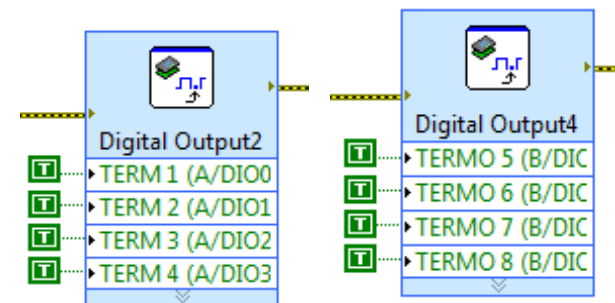 Digital Output2
T TERM 1 (A/DIO0
T TERM 2 (A/DIO1
T TERM 3 (A/DIO2
T TERM 4 (A/DIO3
Digital Output4
T TERMO 5 (B/DIC
T TERMO 6 (B/DIC
T TERMO 7 (B/DIC
T TERMO 8 (B/DIC